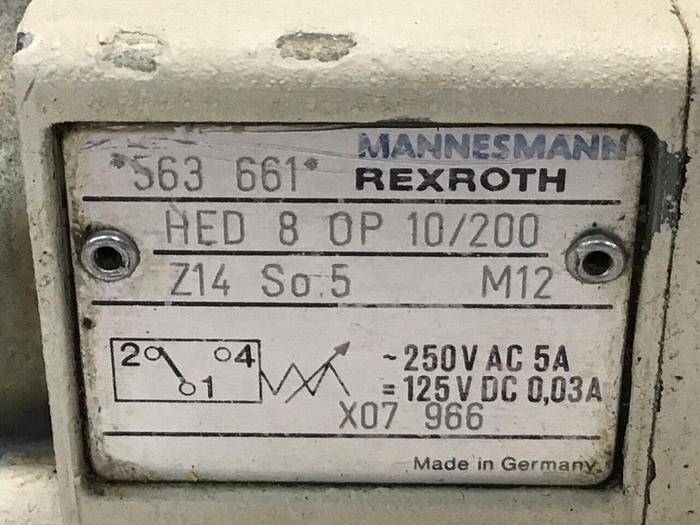 *563 661* MANNESMANN
REXROTH
HED 8 OP 10/200
Z14 So.5 M12
2 4 ~250V AC 5A
1 =125V DC 0,03A
X07 966
Made in Germany